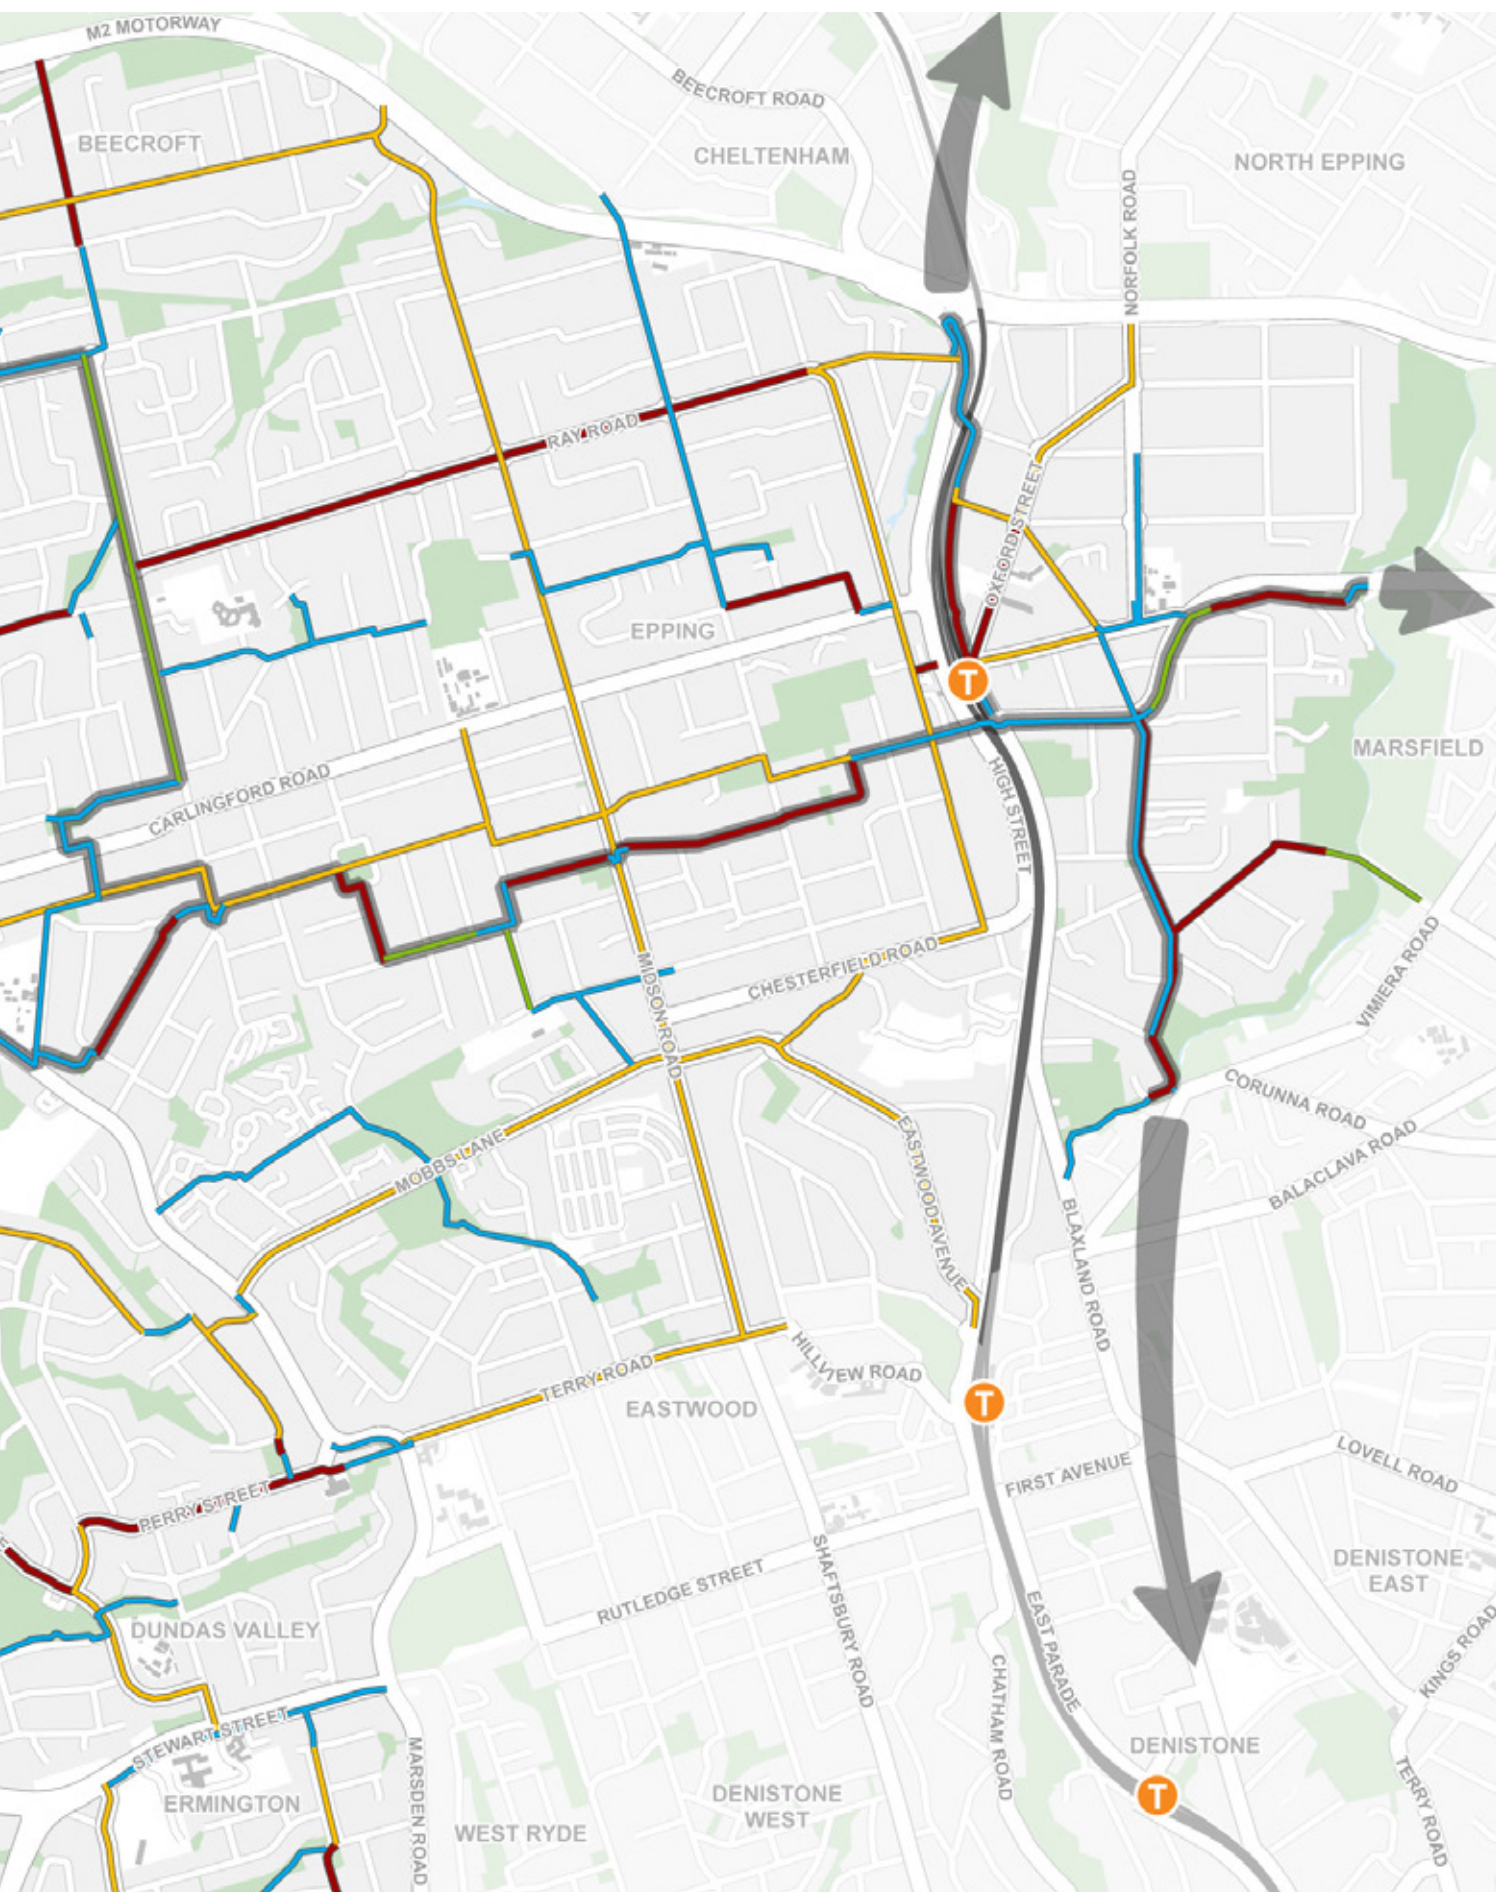 M2 MOTORWAY
BEECROFT ROAD
BEECROFT
CHELTENHAM
NORTH EPPING
NORFOLK ROAD
RAY ROAD
OXFORD STREET
T
EPPING
MARSFIELD
CARLINGFORD ROAD
HIGH STREET
MIDSON ROAD
CHESTERFIELD ROAD
VIMIERA ROAD
CORUNNA ROAD
MOBBS LANE
EASTWOOD AVENUE
BALACLAVA ROAD
BLAXLAND ROAD
HILLVIEW ROAD
TERRY ROAD
EASTWOOD
T
LOVELL ROAD
FIRST AVENUE
PERRY STREET
SHAFTSBURY ROAD
RUTLEDGE STREET
DENISTONE
EAST
EAST PARADE
KINGS ROAD
DUNDAS VALLEY
CHATHAM ROAD
STEWART STREET
MARSDEN ROAD
DENISTONE
TERRY ROAD
T
ERMINGTON
DENISTONE
WEST
WEST RYDE